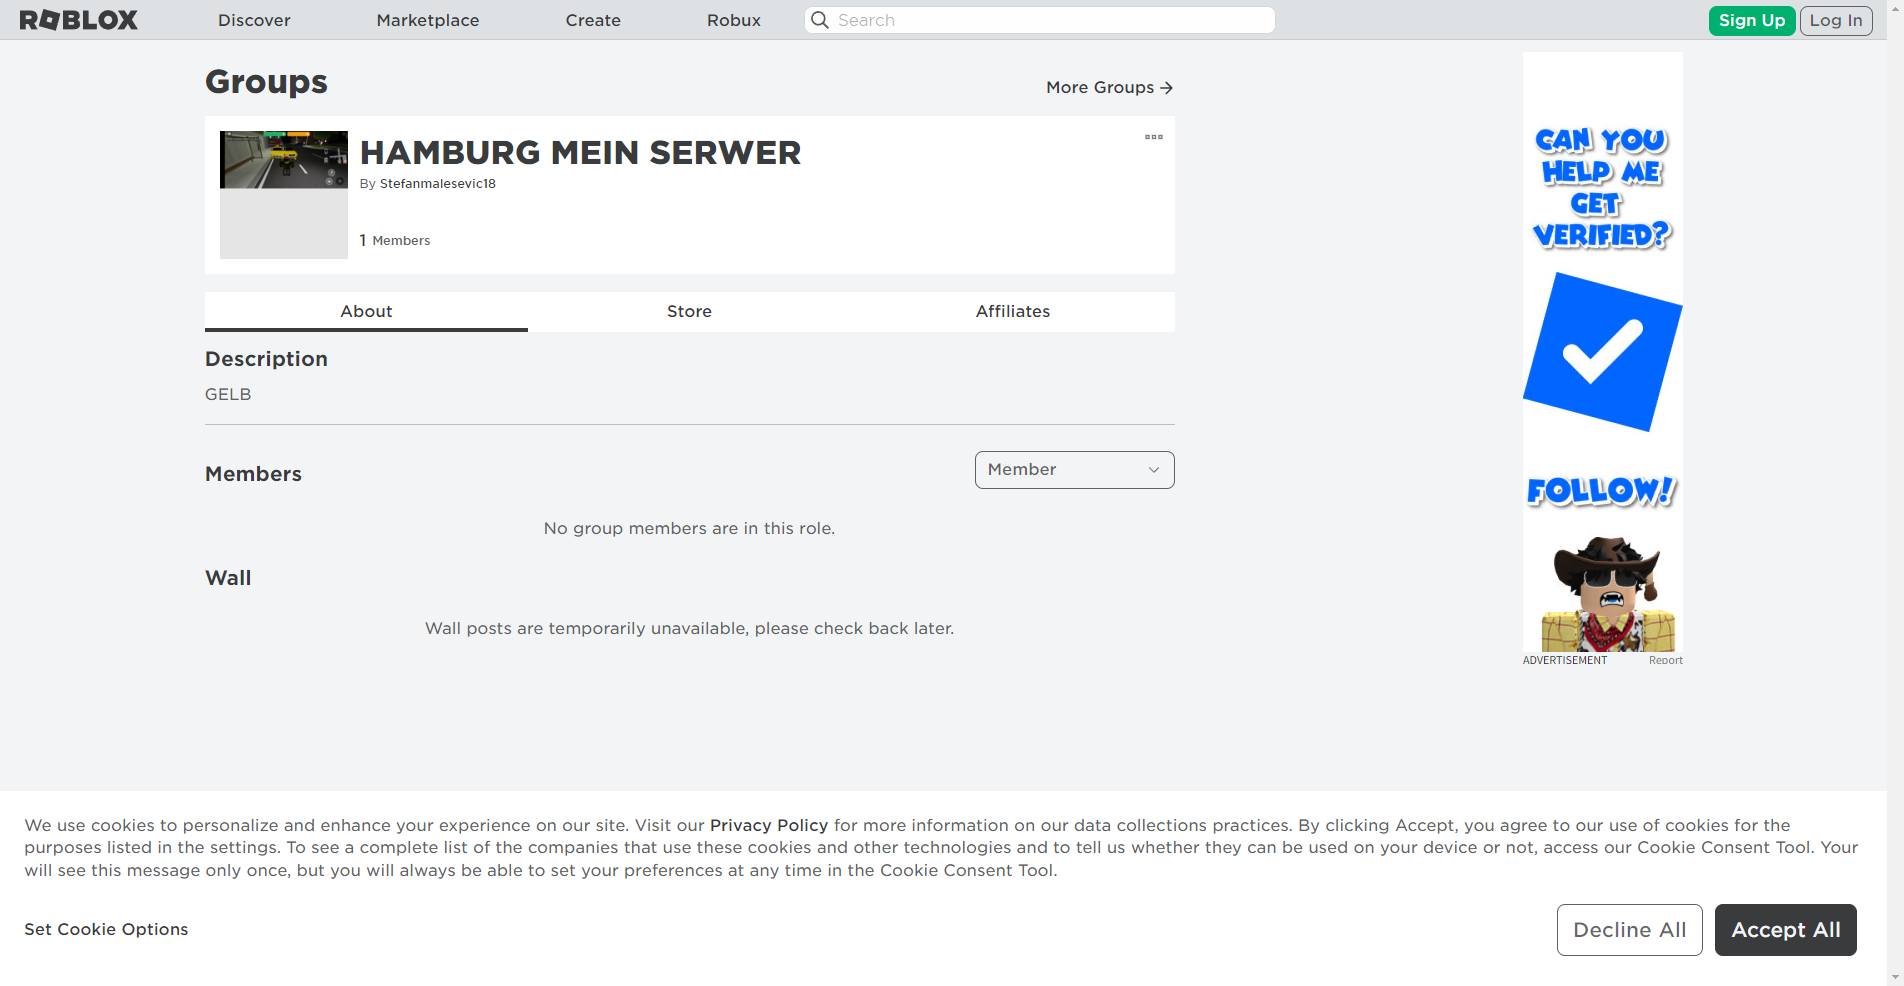 ROBLOX
Discover
Marketplace
Create
Robux
Search
Sign Up
Log In
Groups
More Groups
HAMBURG MEIN SERWER
By Stefanmalesevic18
1 Members
About
Store
Affiliates
Description
GELB
Members
Member
No group members are in this role.
Wall
Wall posts are temporarily unavailable, please check back later.
CAN YOU
HELP ME
GET
VERIFIED?
FOLLOW!
ADVERTISEMENT
Report
We use cookies to personalize and enhance your experience on our site. Visit our Privacy Policy for more information on our data collections practices. By clicking Accept, you agree to our use of cookies for the
purposes listed in the settings. To see a complete list of the companies that use these cookies and other technologies and to tell us whether they can be used on your device or not, access our Cookie Consent Tool. Your
will see this message only once, but you will always be able to set your preferences at any time in the Cookie Consent Tool.
Set Cookie Options
Decline All
Accept All